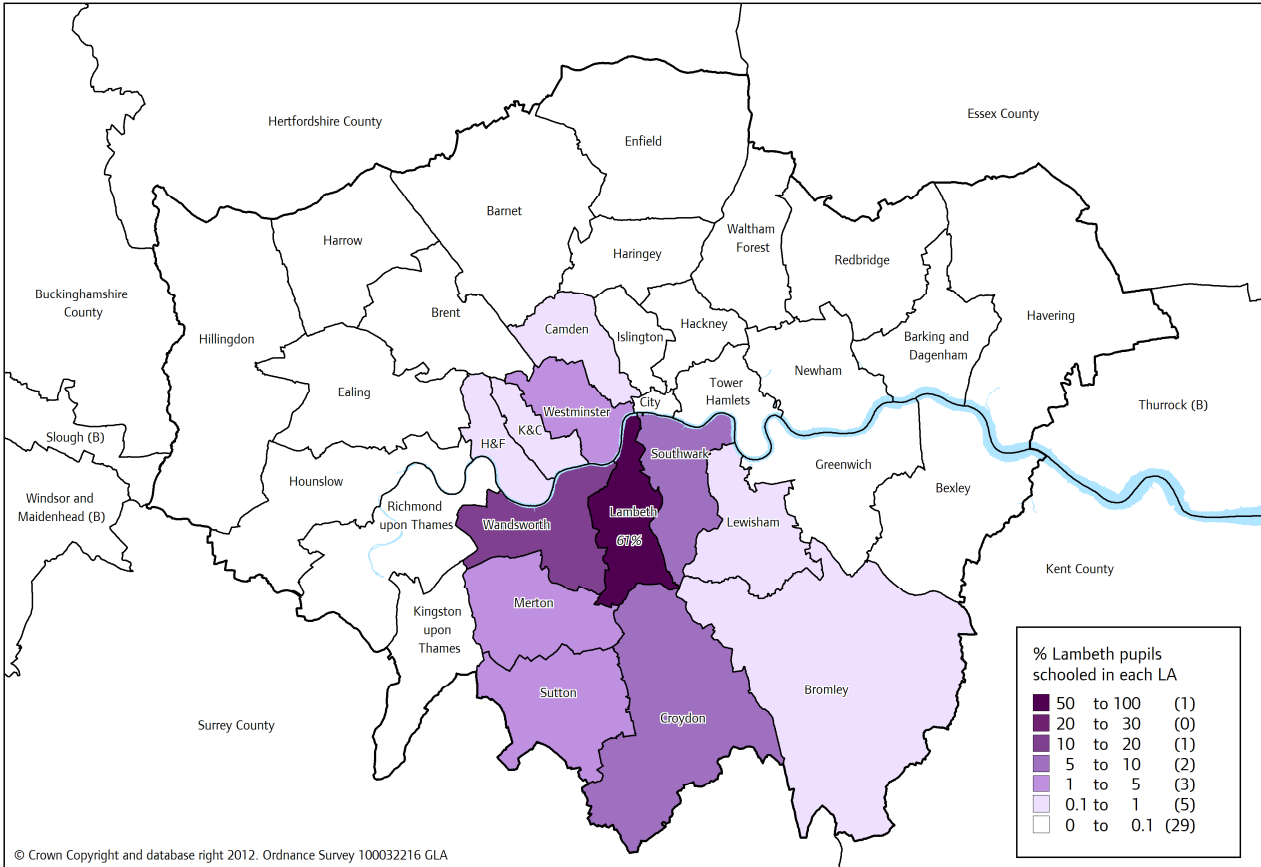 Hertfordshire County
Essex County
Enfield
Barnet
Harrow
Haringey
Waltham
Forest
Redbridge
Buckinghamshire
County
Hillingdon
Brent
Camden
Islington
Hackney
Havering
Barking and
Dagenham
Newham
Ealing
Tower
Hamlets
City
Westminster
Thurrock (B)
K&C
H&F
Slough (B)
Southwark
Greenwich
Hounslow
Bexley
Windsor and
Maidenhead (B)
Richmond
upon Thames
Wandsworth
Lambeth
61%
Lewisham
Kent County
Merton
Kingston
upon
Thames
Sutton
Croydon
Bromley
Surrey County
% Lambeth pupils
schooled in each LA
50 to 100 (1)
20 to 30 (0)
10 to 20 (1)
5 to 10 (2)
1 to 5 (3)
0.1 to 1 (5)
0 to 0.1 (29)
© Crown Copyright and database right 2012. Ordnance Survey 100032216 GLA